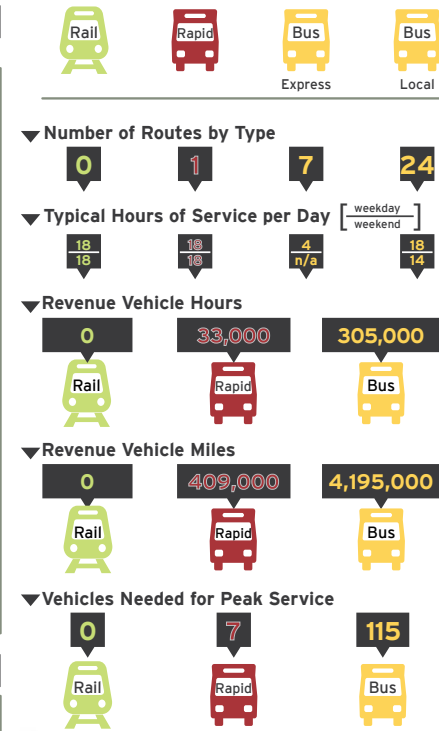 Rail Rapid Bus Bus
Express Local
Number of Routes by Type
0 1 7 24
Typical Hours of Service per Day [weekday
weekend]
18 18 4 18
18 18 n/a 14
Revenue Vehicle Hours
0 33,000 305,000
Rail Rapid Bus
Revenue Vehicle Miles
0 409,000 4,195,000
Rail Rapid Bus
Vehicles Needed for Peak Service
0 7 115
Rail Rapid Bus